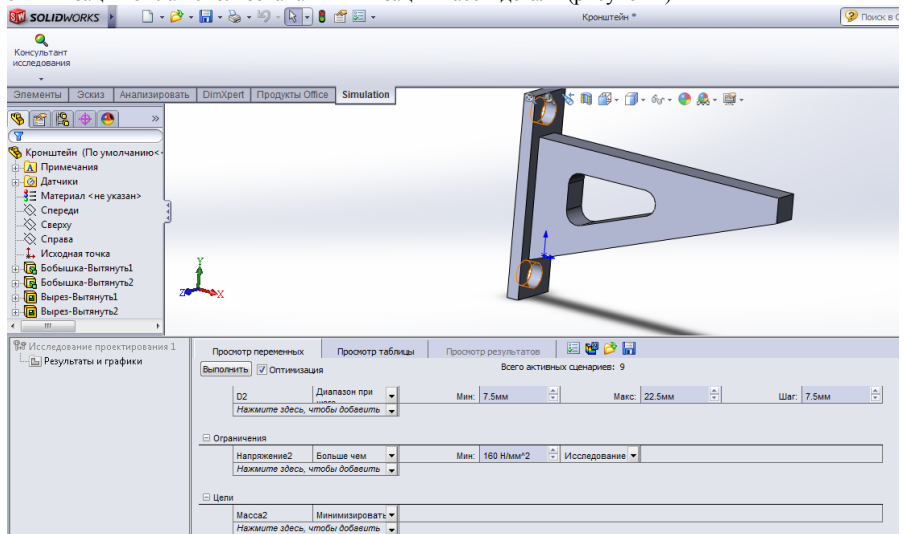 SOLIDWORKS
Кронштейн *
Поиск в С
Консультант
исследования
Элементы Эскиз Анализировать DimXpert Продукты Office Simulation
Кронштейн (По умолчанию<
Примечания
Датчики
Материал <не указан>
Спереди
Сверху
Справа
Исходная точка
Бобышка-Вытянуть1
Бобышка-Вытянуть2
Вырез-Вытянуть1
Вырез-Вытянуть2
Y
Z X
Исследование проектирования 1
Результаты и графики
Просмотр переменных Просмотр таблицы Просмотр результатов
Выполнить Оптимизация Всего активных сценариев: 9
D2 Диапазон при Мин: 7.5мм Макс: 22.5мм Шаг: 7.5мм
Нажмите здесь, чтобы добавить
Ограничения
Напряжение2 Больше чем Мин: 160 Н/мм^2 Исследование
Нажмите здесь, чтобы добавить
Цели
Масса2 Минимизировать
Нажмите здесь, чтобы добавить